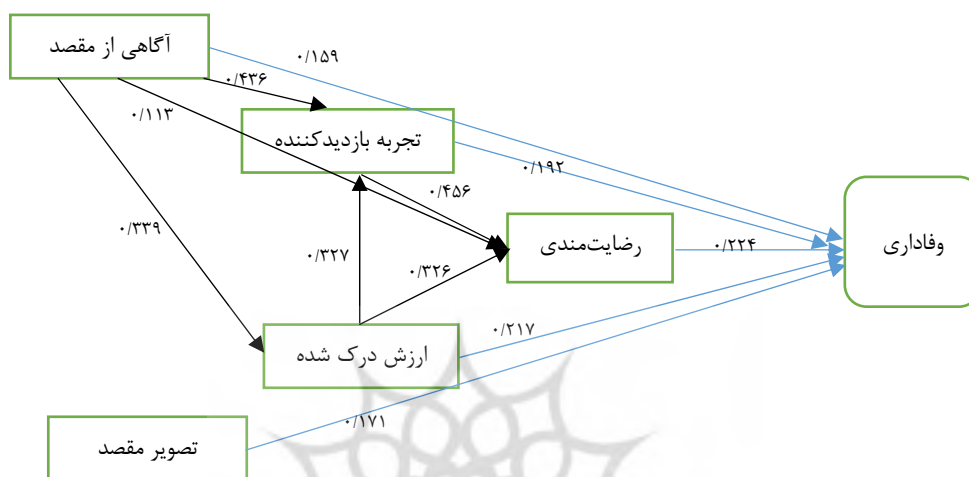 آگاهی از مقصد
۰/۱۵۹
۰/۴۳۶
۰/۱۱۳
تجربه بازدیدکننده
۰/۱۹۲
۰/۴۵۶
۰/۳۳۹
رضایت‌مندی
۰/۲۲۴
وفاداری
۰/۳۲۷
۰/۳۲۶
ارزش درک شده
۰/۲۱۷
۰/۱۷۱
تصویر مقصد